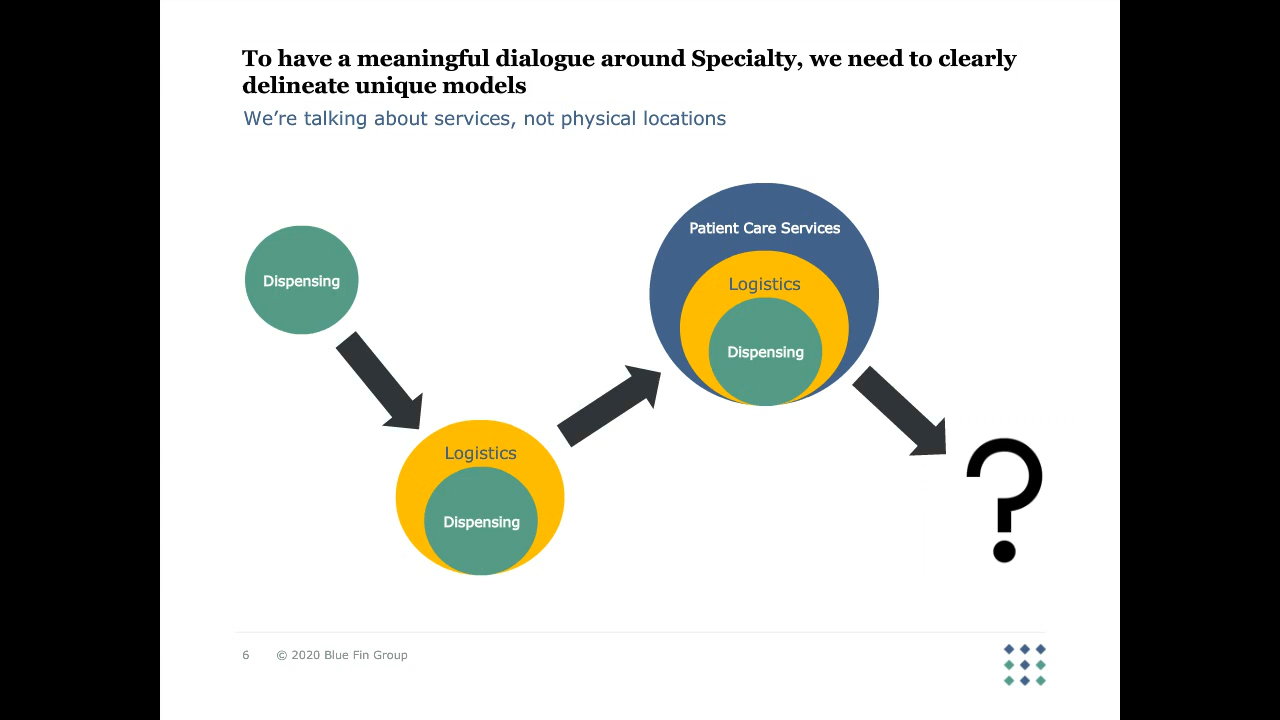 To have a meaningful dialogue around Specialty, we need to clearly
delineate unique models
We're talking about services, not physical locations
Dispensing
Logistics
Dispensing
Patient Care Services
Logistics
Dispensing
?
6 © 2020 Blue Fin Group